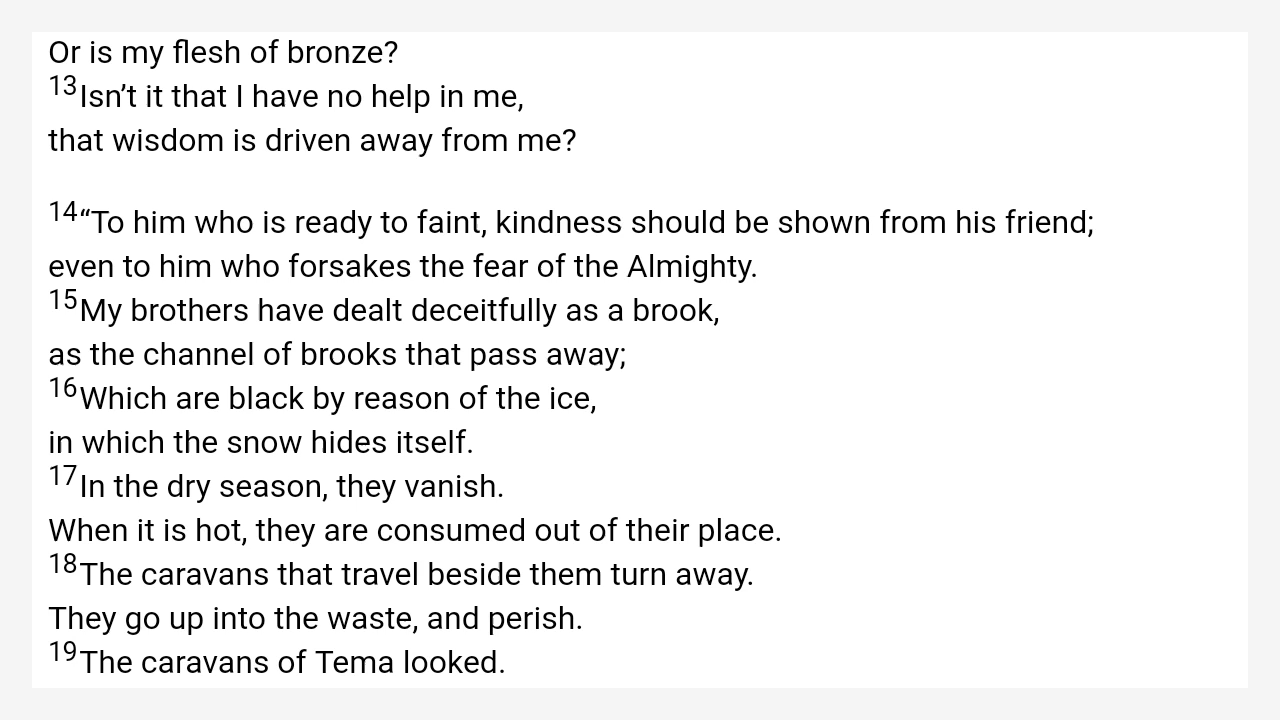 Or is my flesh of bronze?
13Isn’t it that I have no help in me,
that wisdom is driven away from me?
14“To him who is ready to faint, kindness should be shown from his friend;
even to him who forsakes the fear of the Almighty.
15My brothers have dealt deceitfully as a brook,
as the channel of brooks that pass away;
16Which are black by reason of the ice,
in which the snow hides itself.
17In the dry season, they vanish.
When it is hot, they are consumed out of their place.
18The caravans that travel beside them turn away.
They go up into the waste, and perish.
19The caravans of Tema looked.